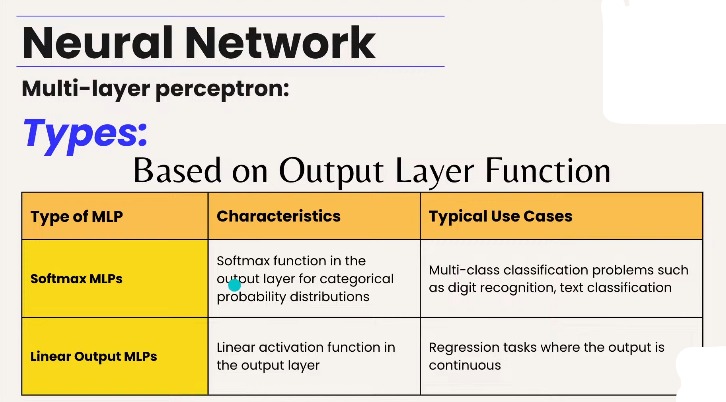 Neural Network
Multi-layer perceptron:
Types:
Based on Output Layer Function
Type of MLP
Characteristics
Typical Use Cases
Softmax MLPs
Softmax function in the
output layer for categorical
probability distributions
Multi-class classification problems such
as digit recognition, text classification
Linear Output MLPs
Linear activation function in
the output layer
Regression tasks where the output is
continuous